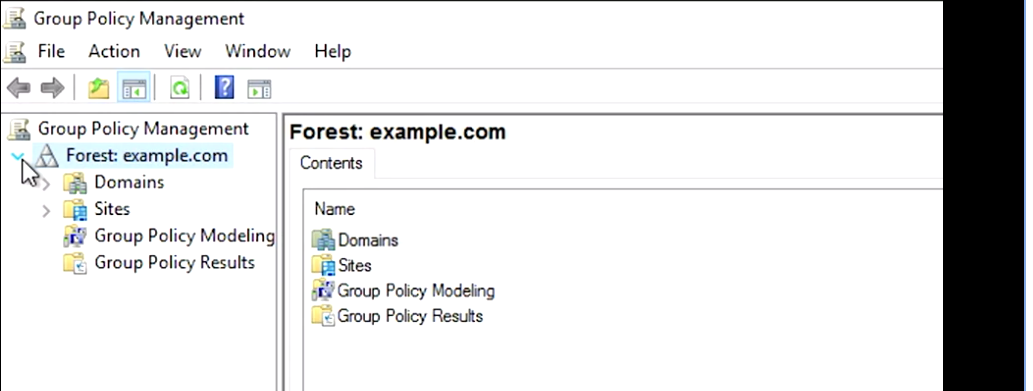 Group Policy Management
File Action View Window Help
Group Policy Management
Forest: example.com
Domains
Sites
Group Policy Modeling
Group Policy Results
Forest: example.com
Contents
Name
Domains
Sites
Group Policy Modeling
Group Policy Results